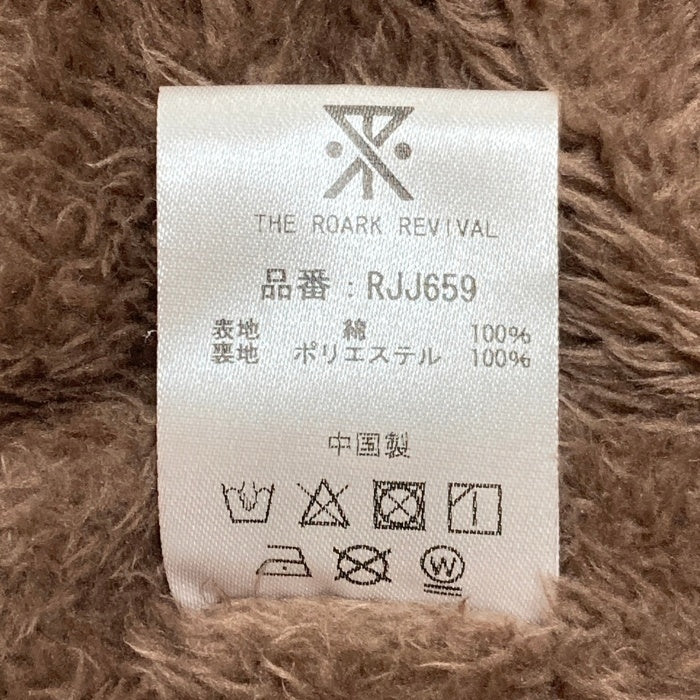 THE ROARK REVIVAL
品番：RJJ659
表地 綿 100%
裏地 ポリエステル 100%
中国製
W